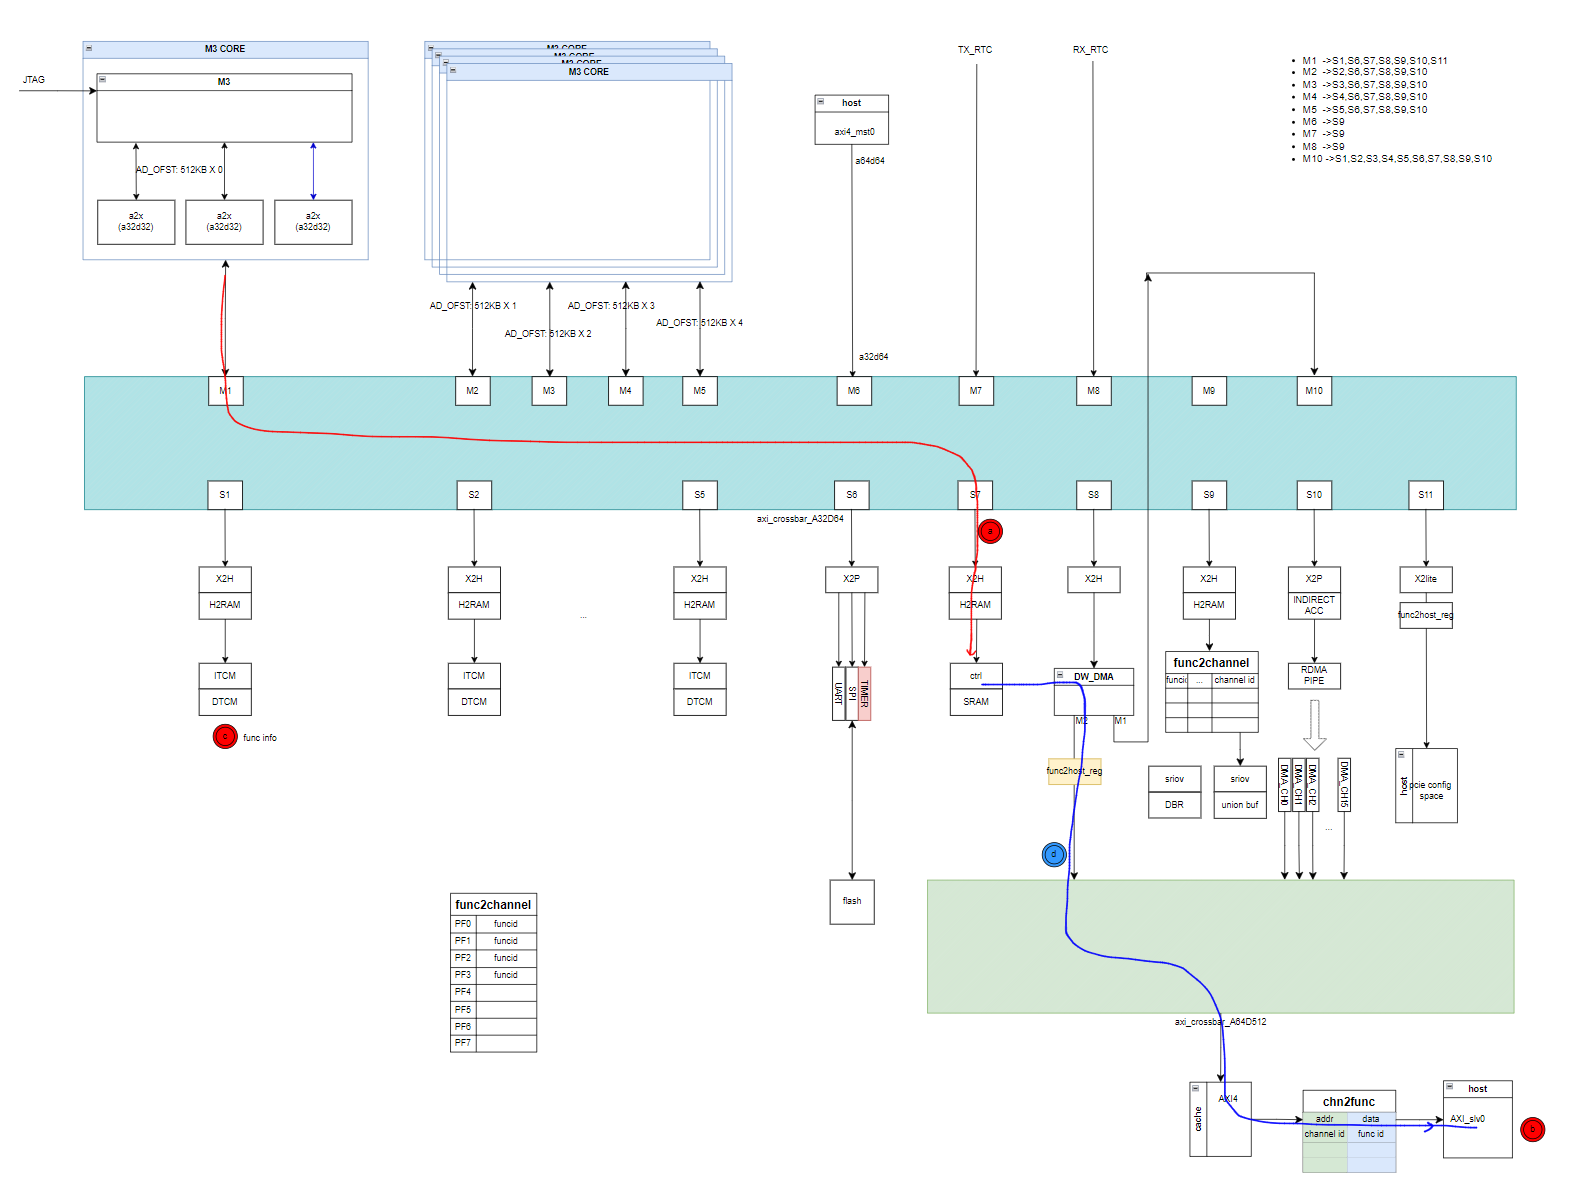 M3 CORE
M3
JTAG
AD_OFST: 512KB X 0
a2x
(a32d32)
a2x
(a32d32)
a2x
(a32d32)
M3 CORE
M3 CORE
M3 CORE
M3 CORE
AD_OFST: 512KB X 1
AD_OFST: 512KB X 2
AD_OFST: 512KB X 3
AD_OFST: 512KB X 4
host
axi4_mst0
a64d64
a32d64
TX_RTC
RX_RTC
M1 ->S1,S6,S7,S8,S9,S10,S11
M2 ->S2,S6,S7,S8,S9,S10
M3 ->S3,S6,S7,S8,S9,S10
M4 ->S4,S6,S7,S8,S9,S10
M5 ->S5,S6,S7,S8,S9,S10
M6 ->S9
M7 ->S9
M8 ->S9
M10 ->S1,S2,S3,S4,S5,S6,S7,S8,S9,S10
M1
M2
M3
M4
M5
M6
M7
M8
M9
M10
S1
S2
S5
S6
S7
S8
S9
S10
S11
axi_crossbar_A32D64
X2H
H2RAM
ITCM
DTCM
func info
X2H
H2RAM
ITCM
DTCM
...
X2H
H2RAM
ITCM
DTCM
X2P
UART
SPI
TIMER
flash
X2H
H2RAM
ctrl
SRAM
X2H
DW_DMA
M2
M1
func2host_reg
d
X2H
H2RAM
func2channel
funcid
...
channel id
sriov
DBR
sriov
union buf
X2P
INDIRECT
ACC
RDMA
PIPE
DMA_CH0
DMA_CH1
DMA_CH2
DMA_CH15
...
X2lite
func2host_reg
host
pcie config
space
func2channel
PF0 funcid
PF1 funcid
PF2 funcid
PF3 funcid
PF4
PF5
PF6
PF7
axi_crossbar_A64D512
cache
AXI4
chn2func
addr data
channel id func id
host
AXI_slv0
b